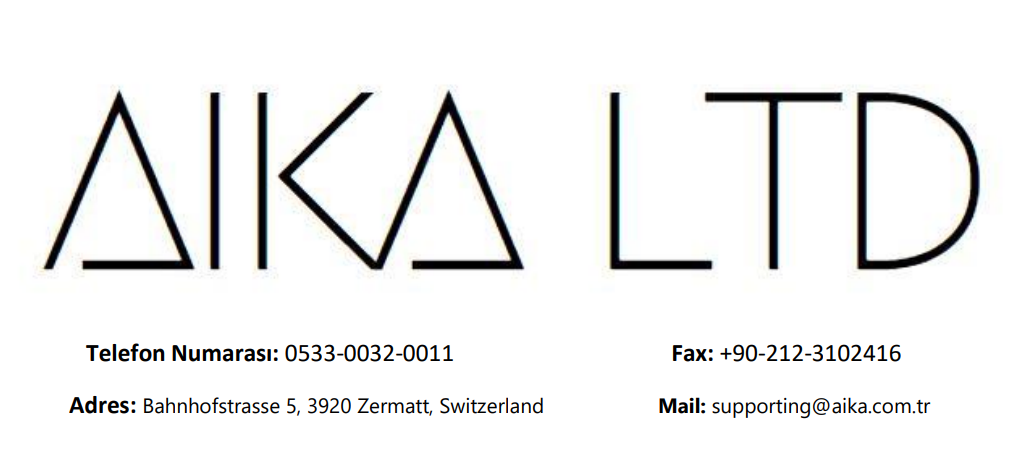 AIKA LTD
Telefon Numarası: 0533-0032-0011 Fax: +90-212-3102416
Adres: Bahnhofstrasse 5, 3920 Zermatt, Switzerland Mail: supporting@aika.com.tr